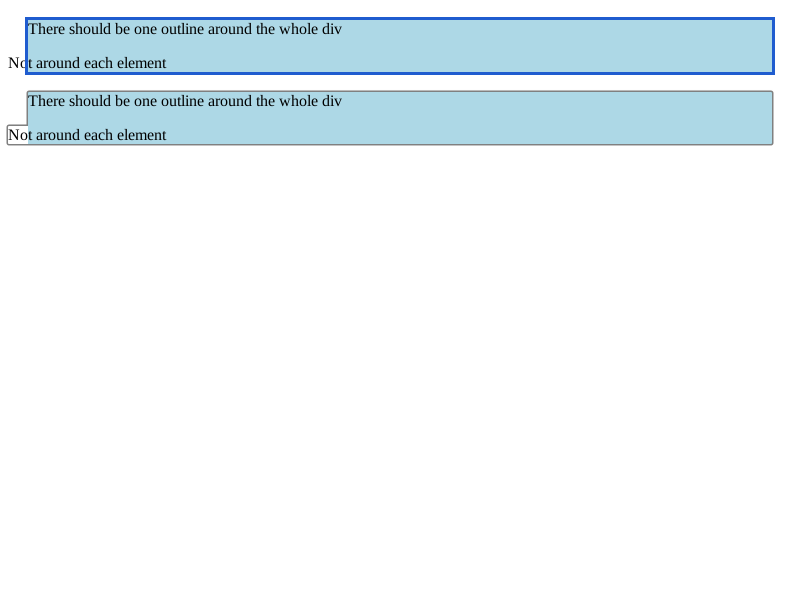 There should be one outline around the whole div
Not around each element
There should be one outline around the whole div
Not around each element